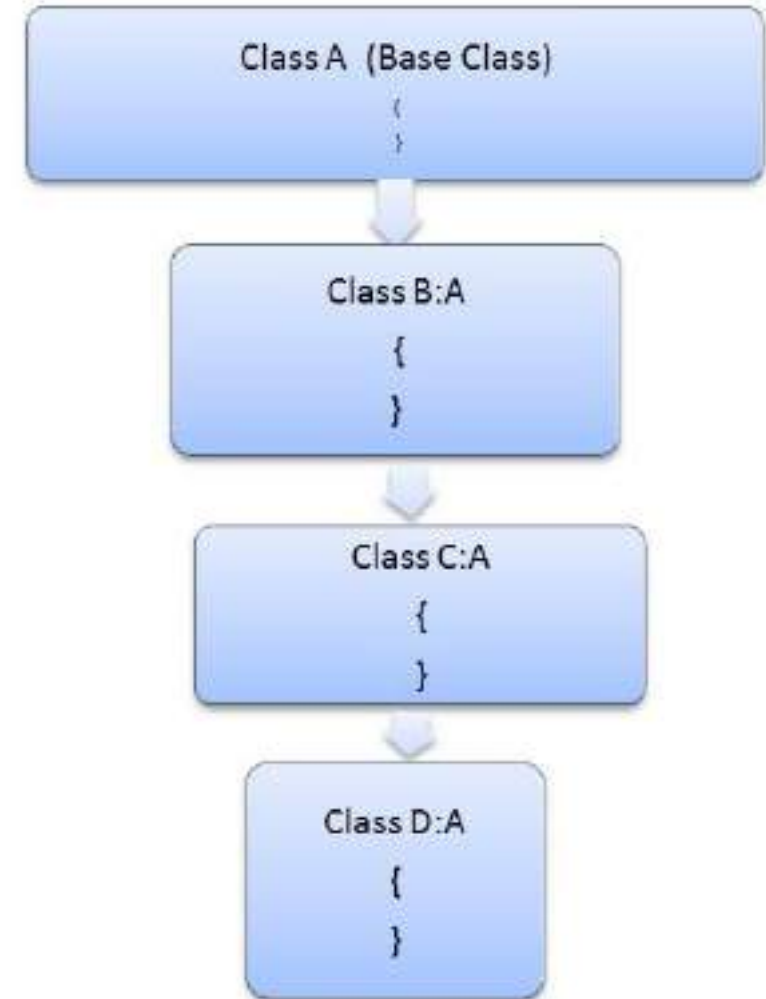 Class A (Base Class)
{
}
Class B:A
{
}
Class C:A
{
}
Class D:A
{
}